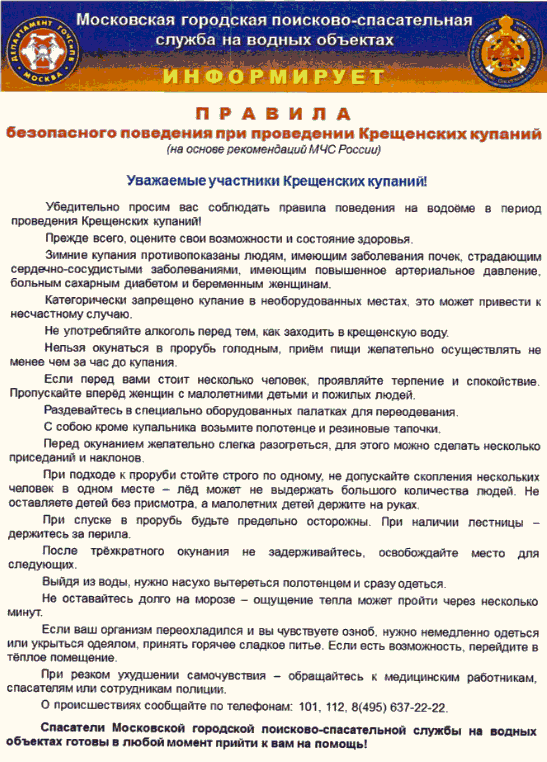 Московская городская поисково-спасательная
служба на водных объектах
ИНФОРМИРУЕТ
ДЕПАРТАМЕНТ ГОЧСиПБ
МОСКВА
ПРАВИЛА
безопасного поведения при проведении Крещенских купаний
(на основе рекомендаций МЧС России)
Уважаемые участники Крещенских купаний!
Убедительно просим вас соблюдать правила поведения на водоёме в период
проведения Крещенских купаний!
Прежде всего, оцените свои возможности и состояние здоровья.
Зимние купания противопоказаны людям, имеющим заболевания почек, страдающим
сердечно-сосудистыми заболеваниями, имеющим повышенное артериальное давление,
больным сахарным диабетом и беременным женщинам.
Категорически запрещено купание в необорудованных местах, это может привести к
несчастному случаю.
Не употребляйте алкоголь перед тем, как заходить в крещенскую воду.
Нельзя окунаться в прорубь голодным, приём пищи желательно осуществлять не
менее чем за час до купания.
Если перед вами стоит несколько человек, проявляйте терпение и спокойствие.
Пропускайте вперёд женщин с малолетними детьми и пожилых людей.
Раздевайтесь в специально оборудованных палатках для переодевания.
С собою кроме купальника возьмите полотенце и резиновые тапочки.
Перед окунанием желательно слегка разогреться, для этого можно сделать несколько
приседаний и наклонов.
При подходе к проруби стойте строго по одному, не допускайте скопления нескольких
человек в одном месте – лёд может не выдержать большого количества людей. Не
оставляете детей без присмотра, а малолетних детей держите на руках.
При спуске в прорубь будьте предельно осторожны. При наличии лестницы –
держитесь за перила.
После трёхкратного окунания не задерживайтесь, освобождайте место для
следующих.
Выйдя из воды, нужно насухо вытереться полотенцем и сразу одеться.
Не оставайтесь долго на морозе – ощущение тепла может пройти через несколько
минут.
Если ваш организм переохладился и вы чувствуете озноб, нужно немедленно одеться
или укрыться одеялом, принять горячее сладкое питье. Если есть возможность, перейдите в
тёплое помещение.
При резком ухудшении самочувствия – обращайтесь к медицинским работникам,
спасателям или сотрудникам полиции.
О происшествиях сообщайте по телефонам: 101, 112, 8(495) 637-22-22.
Спасатели Московской городской поисково-спасательной службы на водных
объектах готовы в любой момент прийти к вам на помощь!